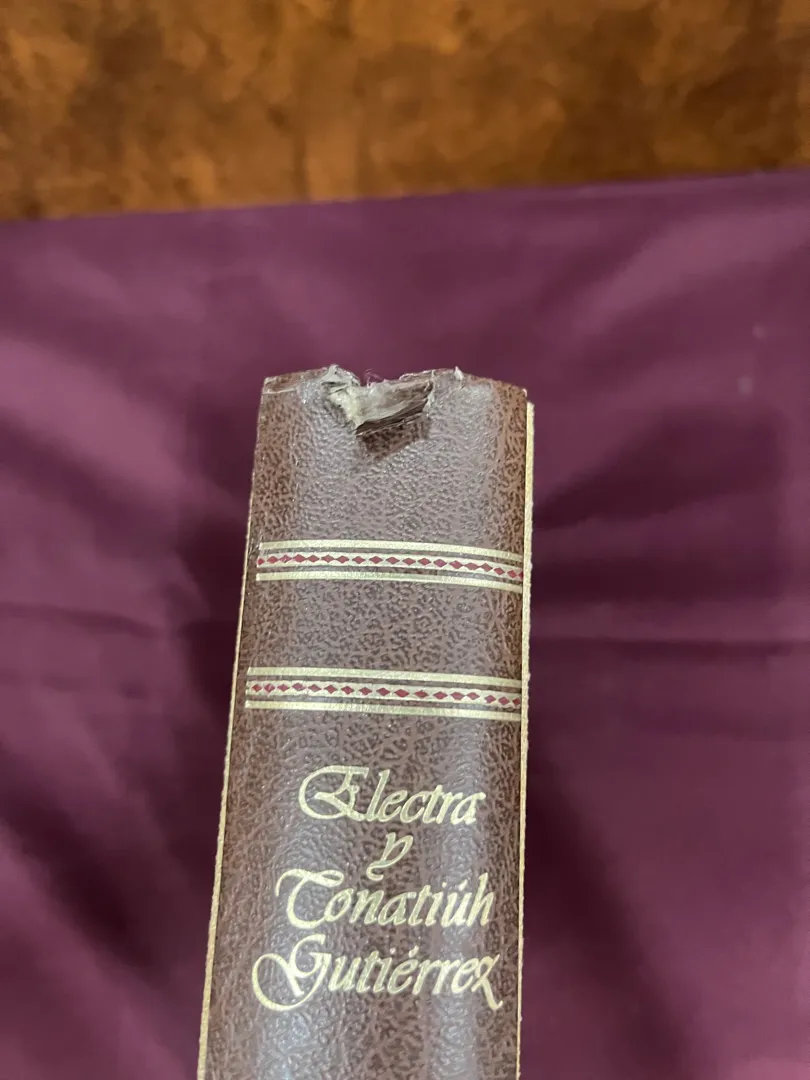 Electra
y
Tonatiúh
Gutiérrez